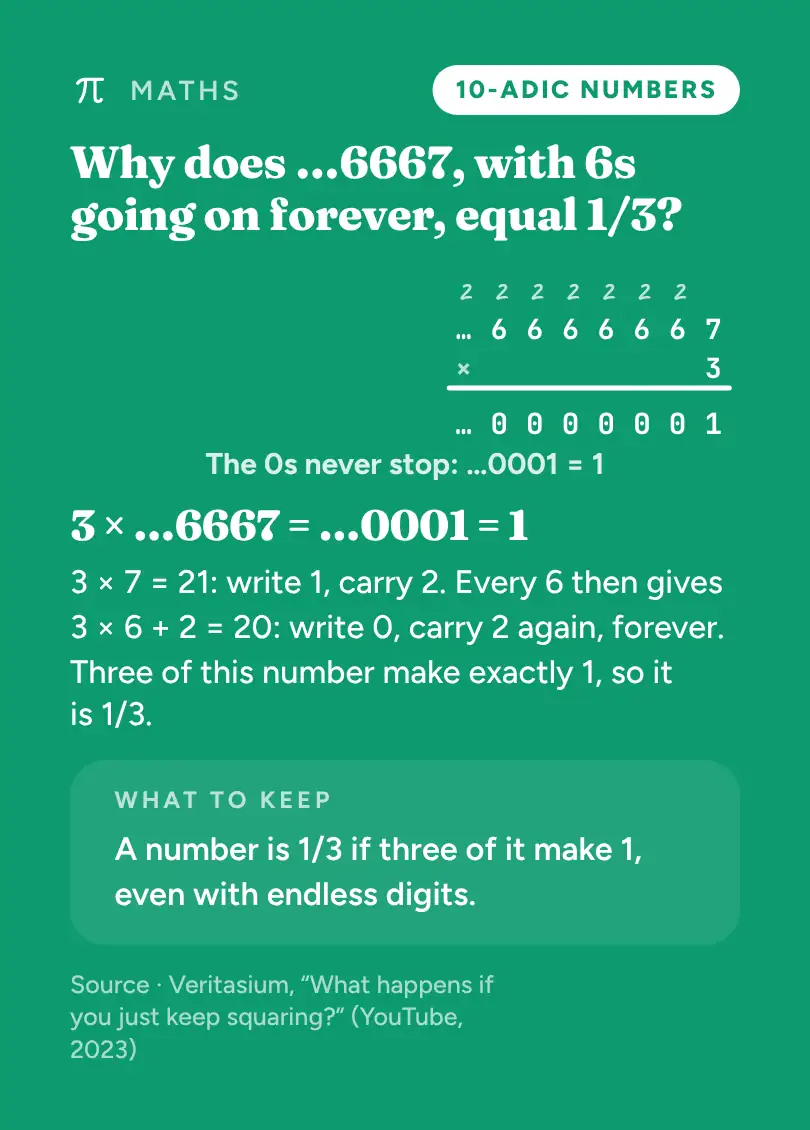 π MATHS
10-ADIC NUMBERS
Why does …6667, with 6s
going on forever, equal 1/3?
2 2 2 2 2 2 2
… 6 6 6 6 6 6 7
× 3
… 0 0 0 0 0 0 1
The 0s never stop: …0001 = 1
3 × …6667 = …0001 = 1
3 × 7 = 21: write 1, carry 2. Every 6 then gives
3 × 6 + 2 = 20: write 0, carry 2 again, forever.
Three of this number make exactly 1, so it
is 1/3.
WHAT TO KEEP
A number is 1/3 if three of it make 1,
even with endless digits.
Source · Veritasium, “What happens if
you just keep squaring?” (YouTube,
2023)